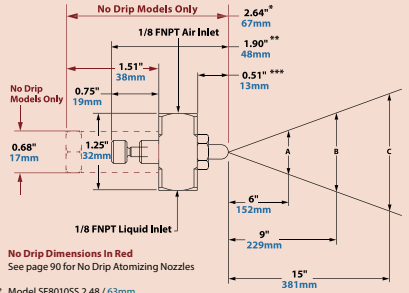 No Drip Models Only
2.64"*
67mm
1/8 FNPT Air Inlet
1.90" **
48mm
1.51"
38mm
0.51" ***
13mm
No Drip
Models Only
0.75"
19mm
0.68"
17mm
1.25"
32mm
A
B
C
6"
152mm
1/8 FNPT Liquid Inlet
9"
229mm
No Drip Dimensions In Red
See page 90 for No Drip Atomizing Nozzles
15"
381mm
* Model SF8010SS 2.48 / 63mm